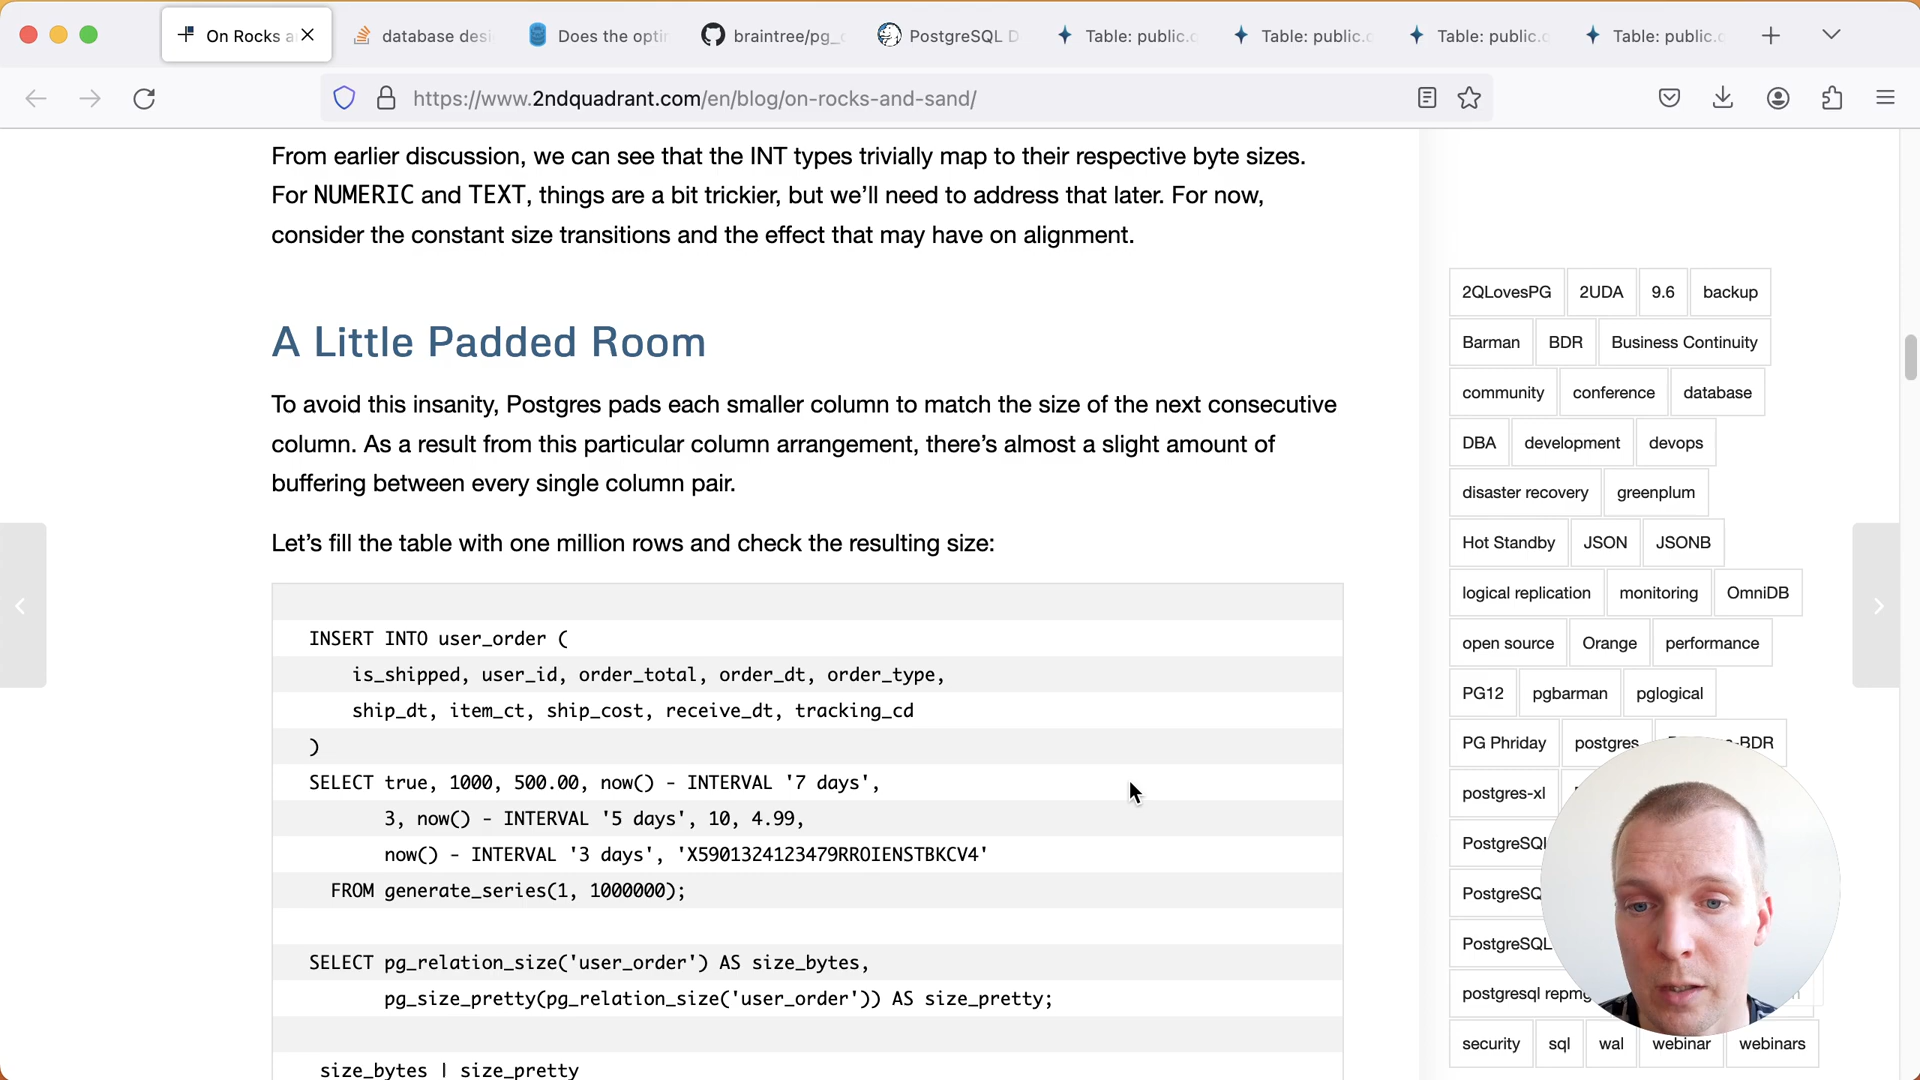 On Rocks a
database desi
Does the opti
braintree/pg_
PostgreSQL D
Table: public.o
Table: public.c
Table: public.
Table: public.c
https://www.2ndquadrant.com/en/blog/on-rocks-and-sand/
From earlier discussion, we can see that the INT types trivially map to their respective byte sizes.
For NUMERIC and TEXT, things are a bit trickier, but we’ll need to address that later. For now,
consider the constant size transitions and the effect that may have on alignment.
A Little Padded Room
To avoid this insanity, Postgres pads each smaller column to match the size of the next consecutive
column. As a result from this particular column arrangement, there’s almost a slight amount of
buffering between every single column pair.
Let’s fill the table with one million rows and check the resulting size:
INSERT INTO user_order (
is_shipped, user_id, order_total, order_dt, order_type,
ship_dt, item_ct, ship_cost, receive_dt, tracking_cd
)
SELECT true, 1000, 500.00, now() - INTERVAL '7 days',
3, now() - INTERVAL '5 days', 10, 4.99,
now() - INTERVAL '3 days', 'X5901324123479RROIENSTBKCV4'
FROM generate_series(1, 1000000);
SELECT pg_relation_size('user_order') AS size_bytes,
pg_size_pretty(pg_relation_size('user_order')) AS size_pretty;
size_bytes | size_pretty
2QLovesPG 2UDA 9.6 backup
Barman BDR Business Continuity
community conference database
DBA development devops
disaster recovery greenplum
Hot Standby JSON JSONB
logical replication monitoring OmniDB
open source Orange performance
PG12 pgbarman pglogical
PG Phriday postgres -BDR
postgres-xl
PostgreSQL
PostgreSQ
PostgreSQL
postgresql repmg
security sql wal webinar webinars